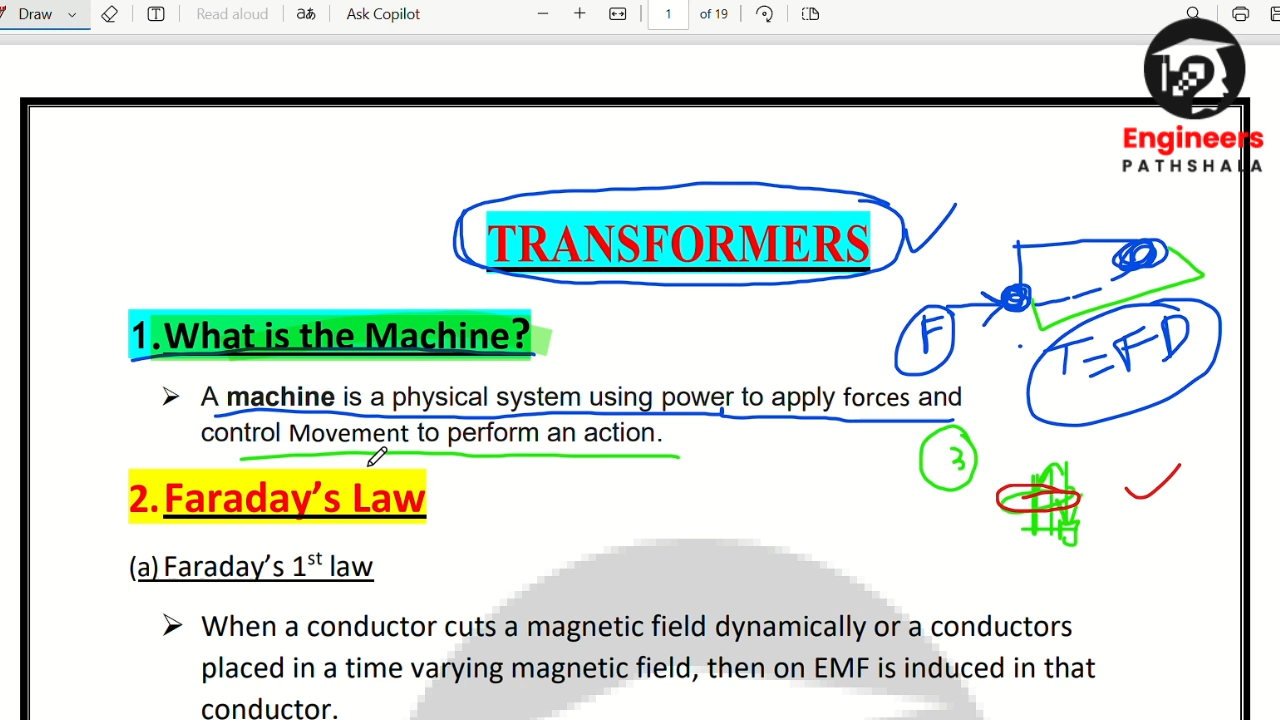 Draw
Read aloud
aあ
Ask Copilot
1
of 19
Engineers
PATHSHALA
TRANSFORMERS
1. What is the Machine?
F
T=FD
➢ A machine is a physical system using power to apply forces and
control Movement to perform an action.
3
2. Faraday’s Law
(a) Faraday’s 1st law
➢ When a conductor cuts a magnetic field dynamically or a conductors
placed in a time varying magnetic field, then on EMF is induced in that
conductor.